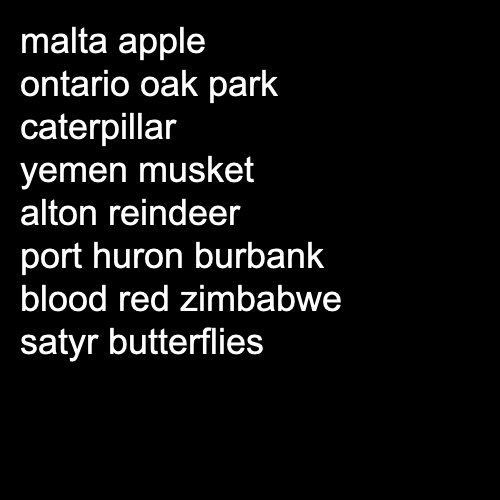 malta apple
ontario oak park
caterpillar
yemen musket
alton reindeer
port huron burbank
blood red zimbabwe
satyr butterflies